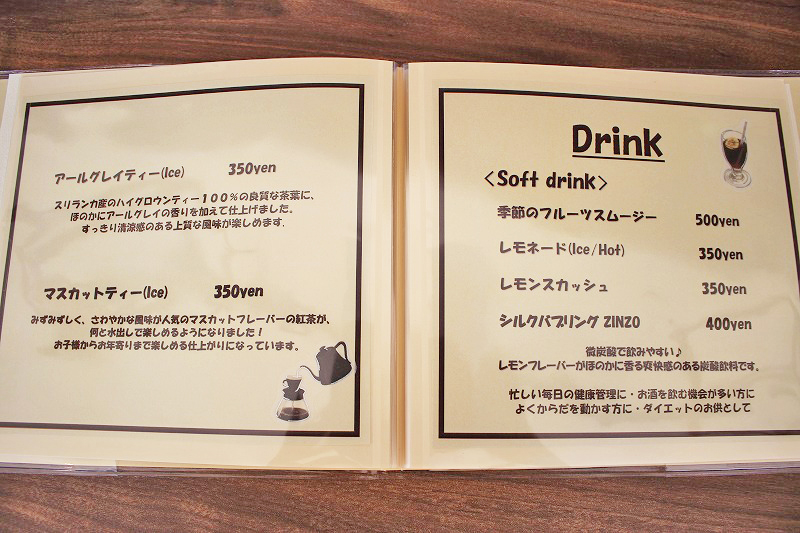 アールグレイティー(Ice) 350yen
スリランカ産のハイグロウンティー100%の良質な茶葉に、
ほのかにアールグレイの香りを加えて仕上げました。
すっきり清涼感のある上質な風味が楽しめます.
マスカットティー(Ice) 350yen
みずみずしく、さわやかな風味が人気のマスカットフレーバーの紅茶が、
何と水出しで楽しめるようになりました!
お子様からお年寄りまで楽しめる仕上がりになっています。
Drink
<Soft drink>
季節のフルーツスムージー 500yen
レモネード(Ice/Hot) 350yen
レモンスカッシュ 350yen
シルクバブリング ZINZO 400yen
微炭酸で飲みやすい♪
レモンフレーバーがほのかに香る爽快感のある炭酸飲料です。
忙しい毎日の健康管理に・お酒を飲む機会が多い方に
よくからだを動かす方に・ダイエットのお供として